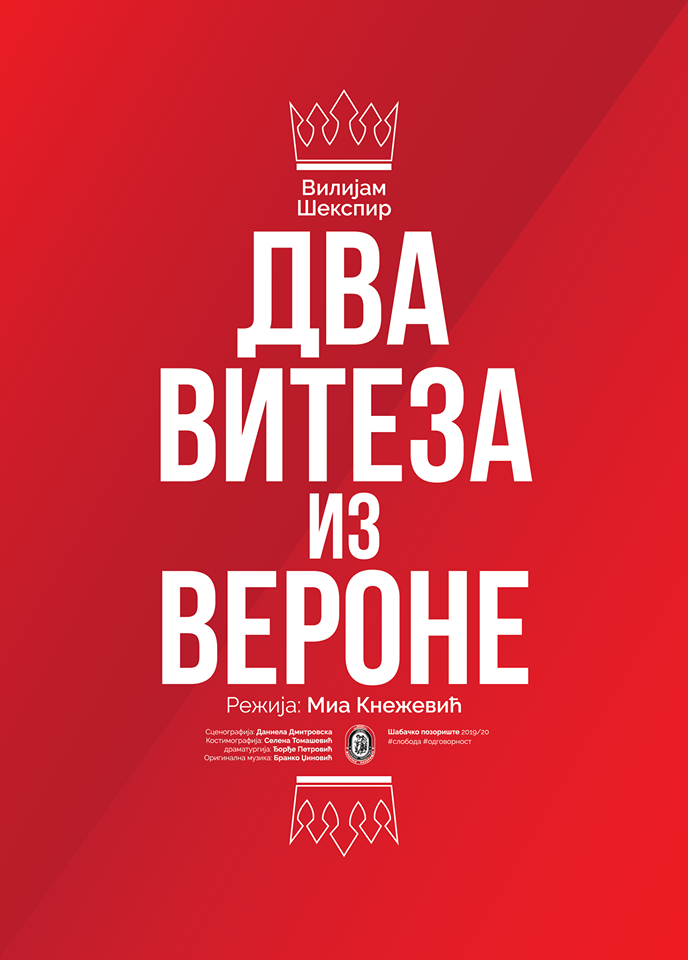 Вилијам
Шекспир
ДВА
ВИТЕЗА
ИЗ
ВЕРОНЕ
Режија: Миа Кнежевић
Сценографија: Даниела Дмитровска
Костимографија: Селена Томашевић
драматургија: Ђорђе Петровић
Оригинална музика: Бранко Џиновић
Шабачко позориште 2019/20
#слобода #одговорност